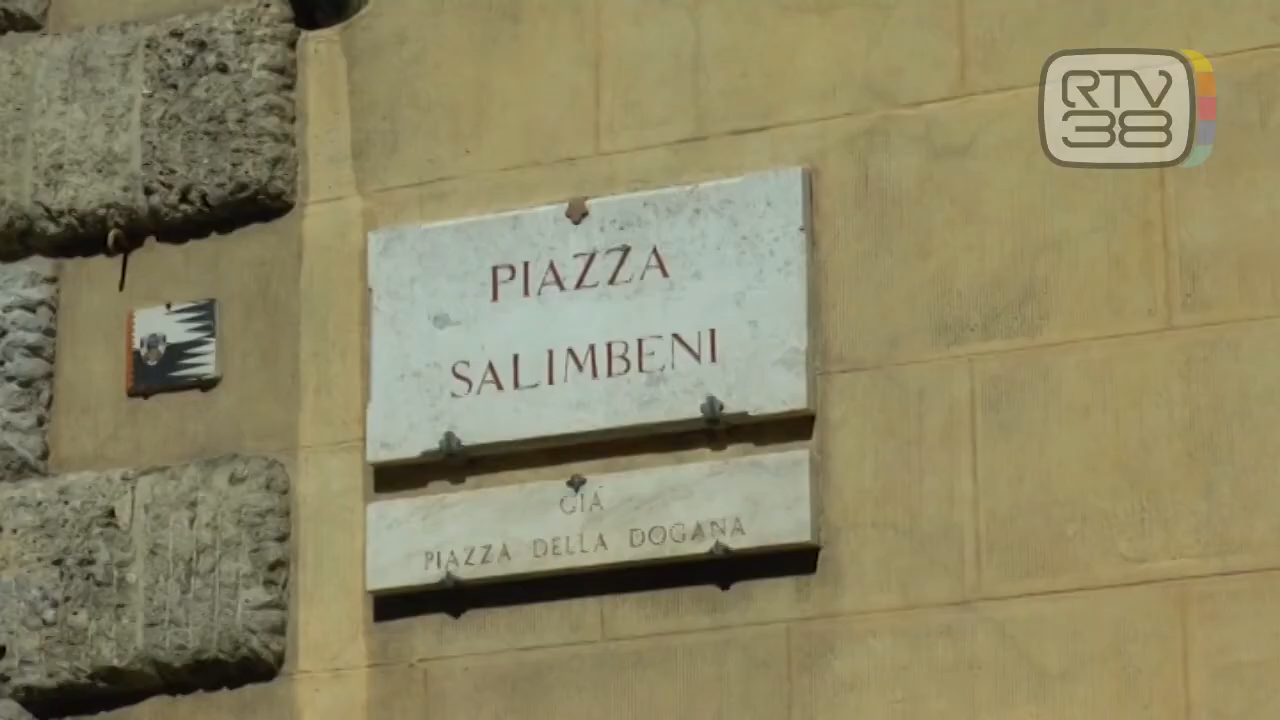 RTV
38
PIAZZA
SALIMBENI
GIÀ
PIAZZA DELLA DOGANA